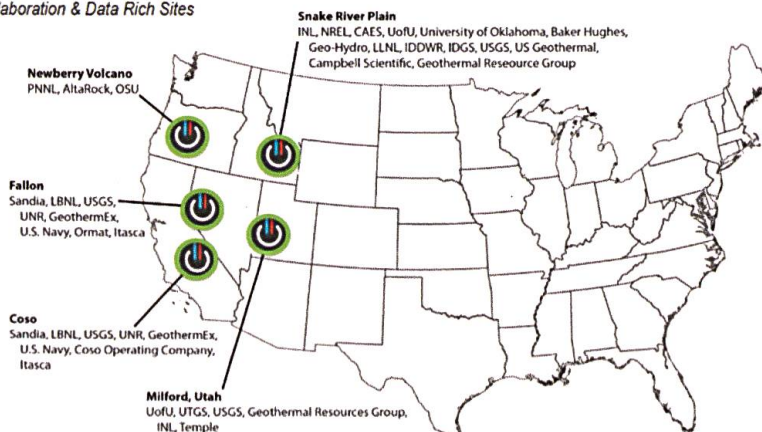 laboration & Data Rich Sites
Snake River Plain
INL, NREL, CAES, UofU, University of Oklahoma, Baker Hughes,
Geo-Hydro, LLNL, IDDWR, IDGS, USGS, US Geothermal,
Campbell Scientific, Geothermal Reseource Group
Newberry Volcano
PNNL, AltaRock, OSU
Fallon
Sandia, LBNL, USGS,
UNR, GeothermEx,
U.S. Navy, Ormat, Itasca
Coso
Sandia, LBNL, USGS, UNR, GeothermEx,
U.S. Navy, Coso Operating Company,
Itasca
Milford, Utah
UofU, UTGS, USGS, Geothermal Resources Group,
INL, Temple